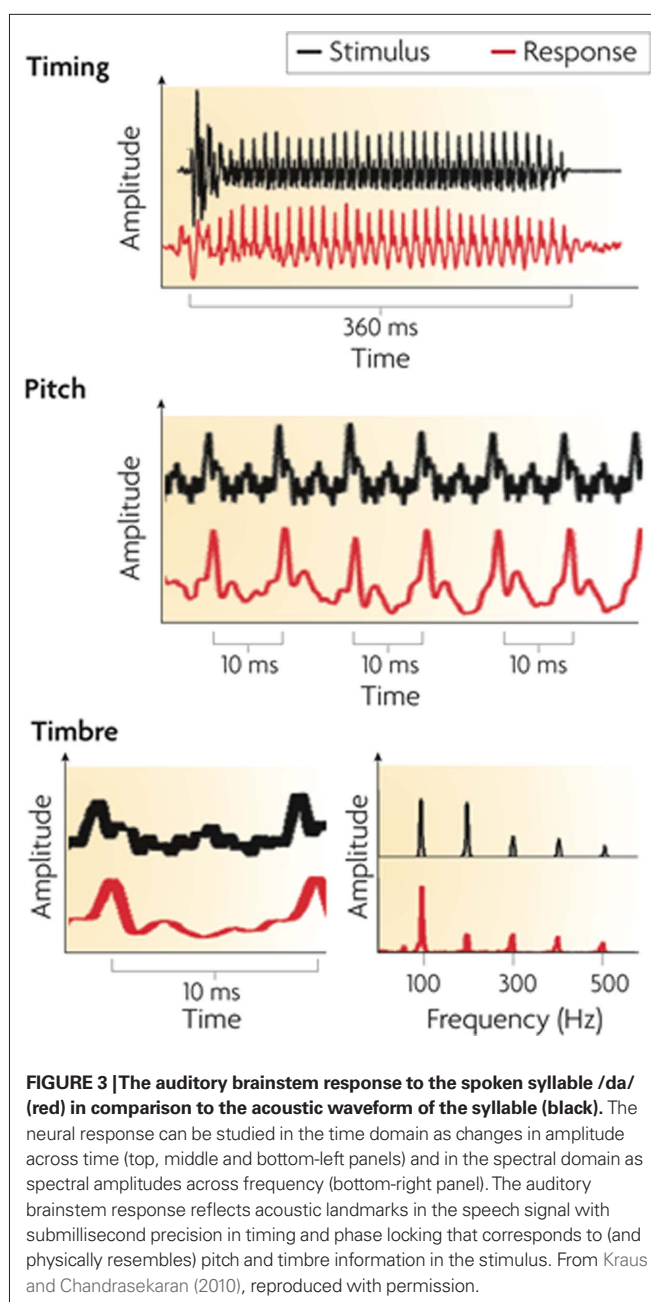 Stimulus Response
Timing
Amplitude
360 ms
Time
Pitch
Amplitude
10 ms 10 ms 10 ms
Time
Timbre
Amplitude
10 ms
Time
Amplitude
100 300 500
Frequency (Hz)
FIGURE 3 | The auditory brainstem response to the spoken syllable /da/
(red) in comparison to the acoustic waveform of the syllable (black). The
neural response can be studied in the time domain as changes in amplitude
across time (top, middle and bottom-left panels) and in the spectral domain as
spectral amplitudes across frequency (bottom-right panel). The auditory
brainstem response reflects acoustic landmarks in the speech signal with
submillisecond precision in timing and phase locking that corresponds to (and
physically resembles) pitch and timbre information in the stimulus. From Kraus
and Chandrasekaran (2010), reproduced with permission.